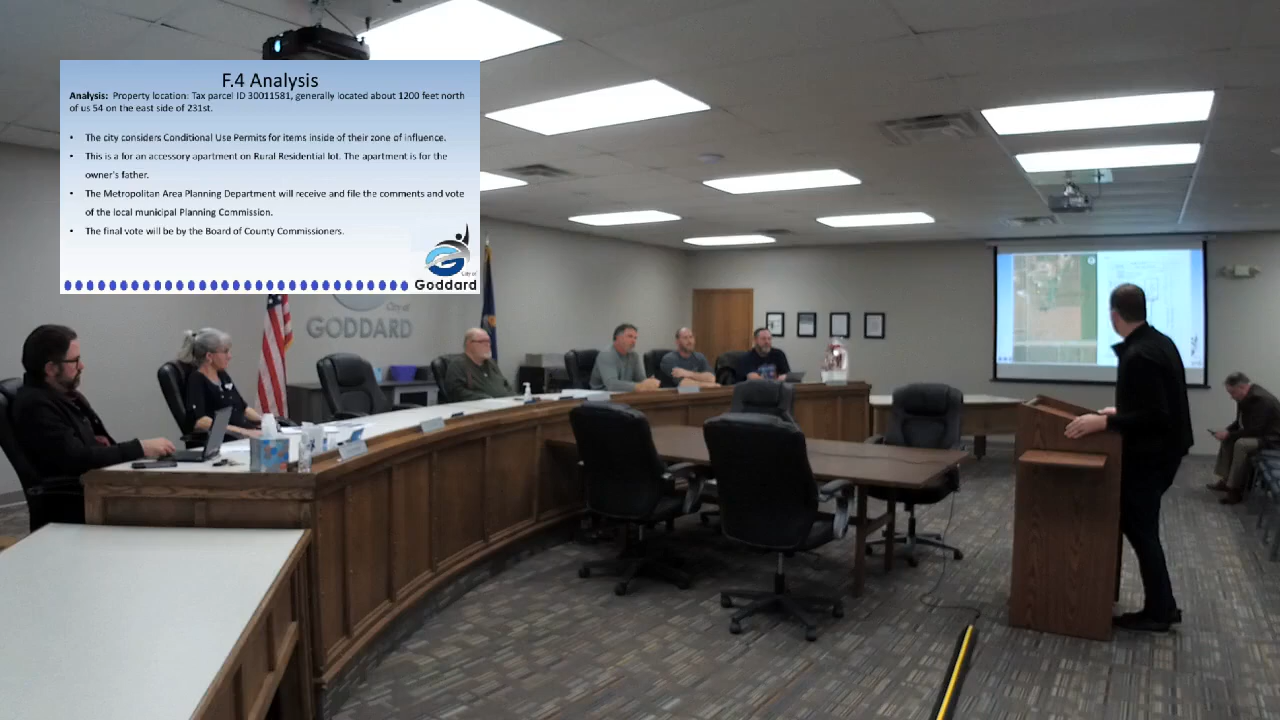 F.4 Analysis
Analysis: Property location: Tax parcel ID 30011581, generally located about 1200 feet north
of us 54 on the east side of 231st.
• The city considers Conditional Use Permits for items inside of their zone of influence.
• This is a for an accessory apartment on Rural Residential lot. The apartment is for the
owner's father.
• The Metropolitan Area Planning Department will receive and file the comments and vote
of the local municipal Planning Commission.
• The final vote will be by the Board of County Commissioners.
City of
Goddard
City of
GODDARD